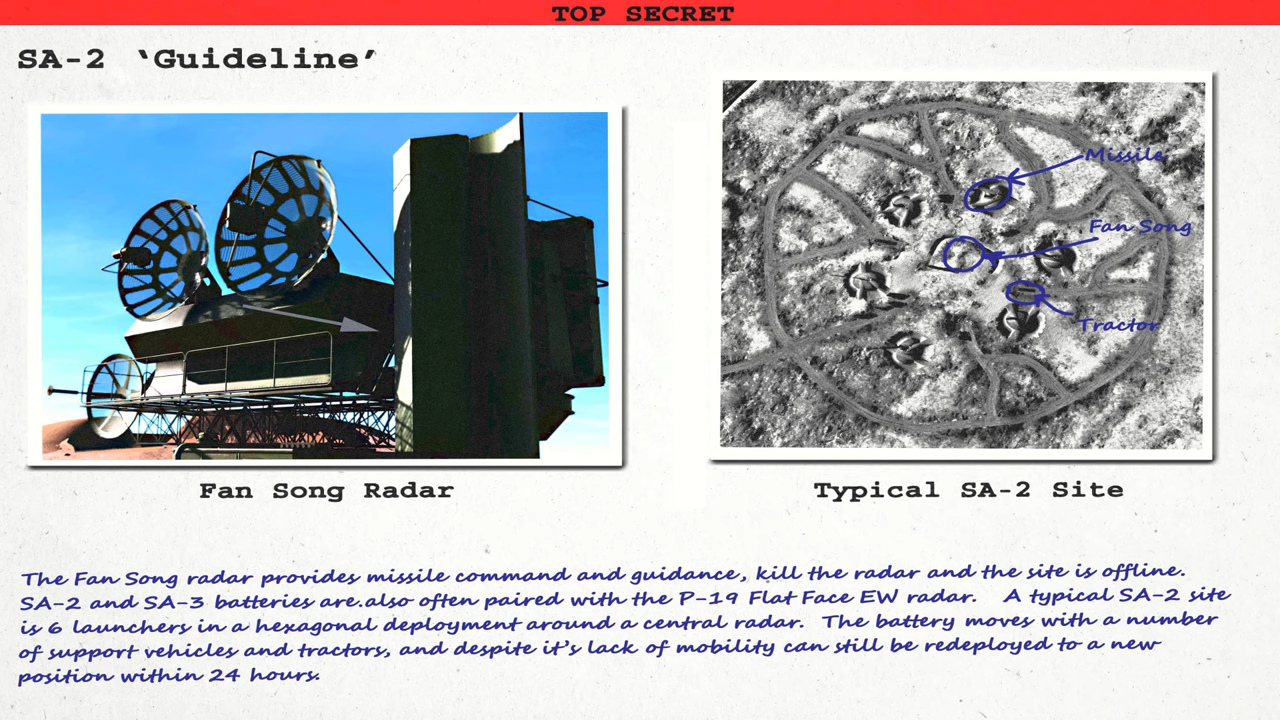 TOP SECRET
SA-2 ‘Guideline’
Missile
Fan Song
Tractor
Fan Song Radar
Typical SA-2 Site
The Fan Song radar provides missile command and guidance, kill the radar and the site is offline.
SA-2 and SA-3 batteries are.also often paired with the P-19 Flat Face EW radar. A typical SA-2 site
is 6 launchers in a hexagonal deployment around a central radar. The battery moves with a number
of support vehicles and tractors, and despite it’s lack of mobility can still be redeployed to a new
position within 24 hours.